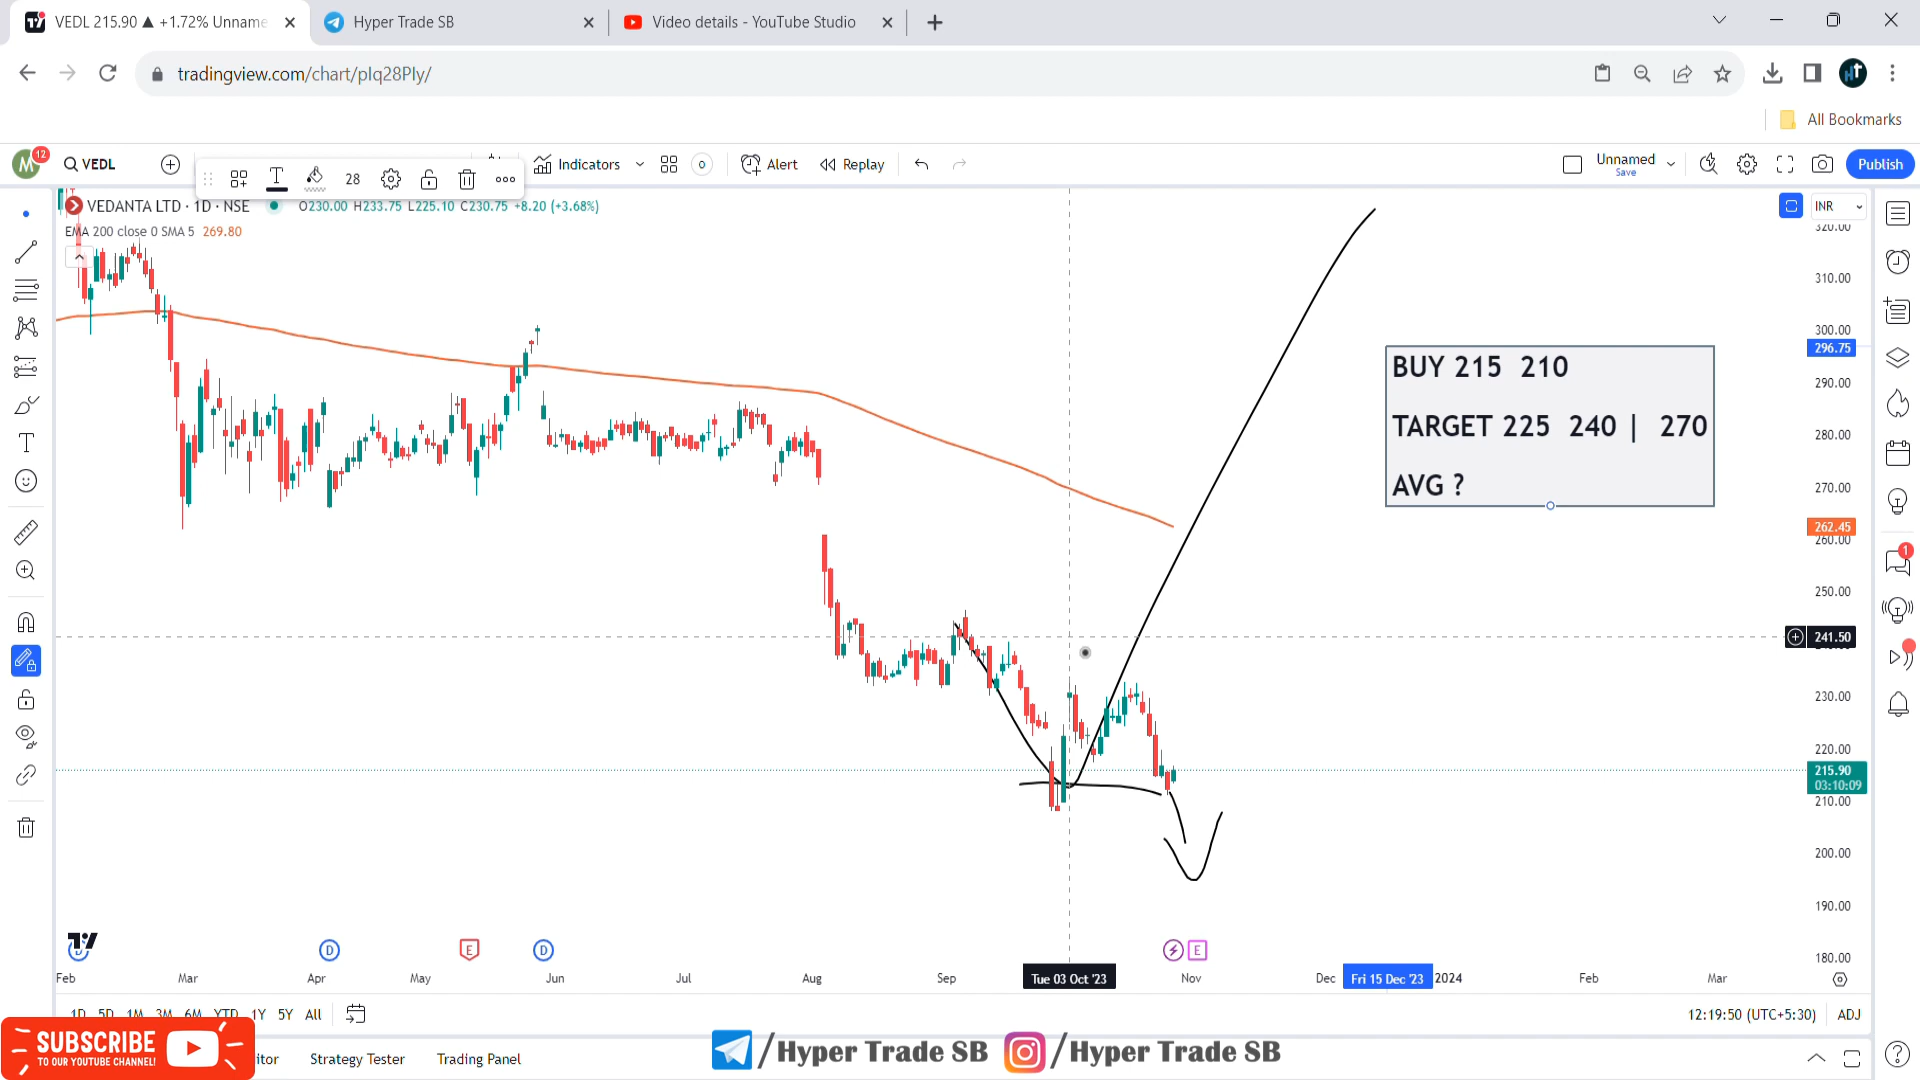 VEDL 215.90 ▲ +1.72% Unname
Hyper Trade SB
Video details - YouTube Studio
tradingview.com/chart/plq28Ply/
All Bookmarks
M 12
VEDL
28
Indicators
Alert
Replay
Unnamed
Save
Publish
VEDANTA LTD · 1D · NSE
O230.00 H233.75 L225.10 C230.75 +8.20 (+3.68%)
INR
EMA 200 close 0 SMA 5 269.80
320.00
310.00
300.00
296.75
290.00
280.00
270.00
262.45
260.00
250.00
241.50
230.00
220.00
215.90
03:10:09
210.00
200.00
190.00
180.00
BUY 215 210
TARGET 225 240 | 270
AVG ?
D
E
D
E
Feb
Mar
Apr
May
Jun
Jul
Aug
Sep
Tue 03 Oct '23
Nov
Dec
Fri 15 Dec '23
2024
Feb
Mar
1D 5D 1M 3M 6M YTD 1Y 5Y All
12:19:50 (UTC+5:30)
ADJ
SUBSCRIBE
TO OUR YOUTUBE CHANNEL!
itor
Strategy Tester
Trading Panel
/Hyper Trade SB
/Hyper Trade SB
1